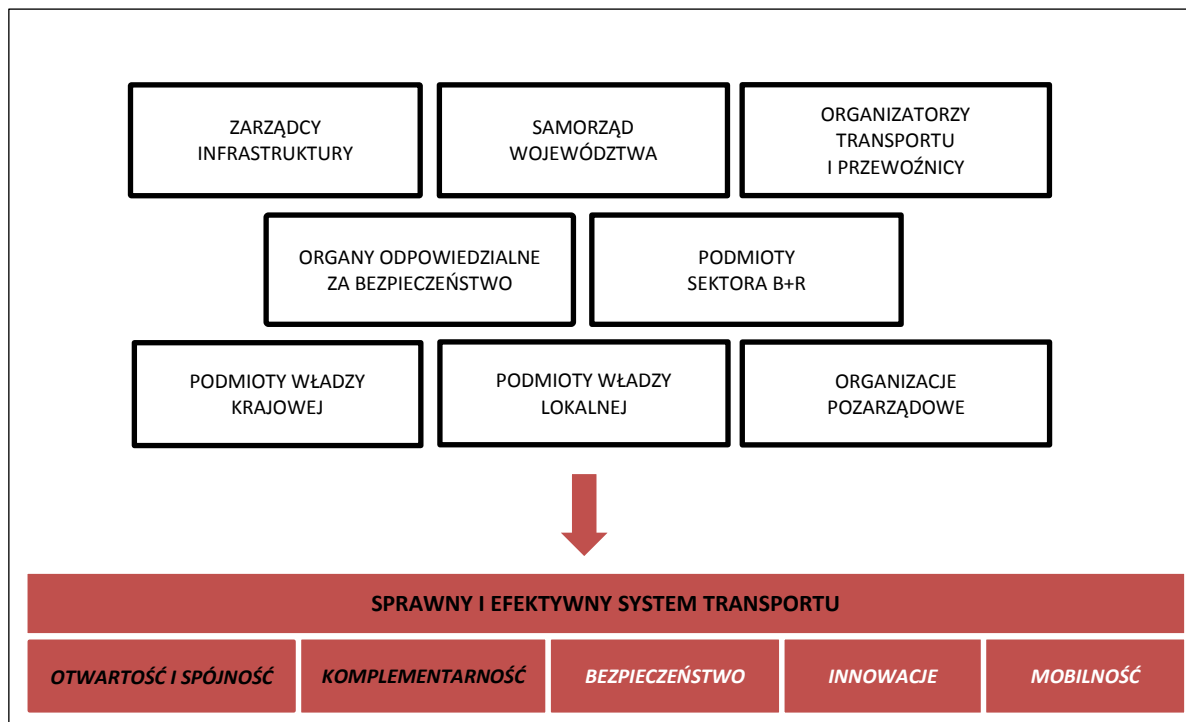 ZARZĄDCY
INFRASTRUKTURY
SAMORZĄD
WOJEWÓDZTWA
ORGANIZATORZY
TRANSPORTU
I PRZEWOŹNICY
ORGANY ODPOWIEDZIALNE
ZA BEZPIECZEŃSTWO
PODMIOTY
SEKTORA B+R
PODMIOTY WŁADZY
KRAJOWEJ
PODMIOTY WŁADZY
LOKALNEJ
ORGANIZACJE
POZARZĄDOWE
SPRAWNY I EFEKTYWNY SYSTEM TRANSPORTU
OTWARTOŚĆ I SPÓJNOŚĆ
KOMPLEMENTARNOŚĆ
BEZPIECZEŃSTWO
INNOWACJE
MOBILNOŚĆ